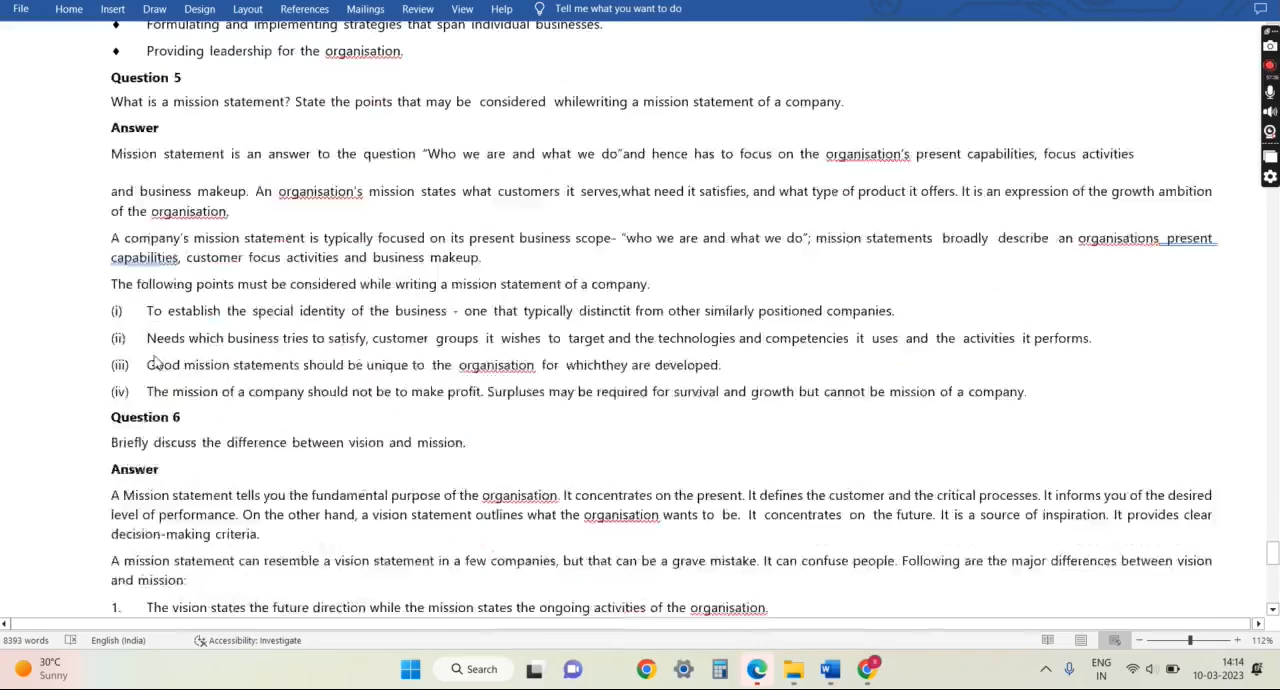 File Home Insert Draw Design Layout References Mailings Review View Help Tell me what you want to do
♦ Formulating and implementing strategies that span individual businesses.
♦ Providing leadership for the organisation.
Question 5
What is a mission statement? State the points that may be considered whilewriting a mission statement of a company.
Answer
Mission statement is an answer to the question “Who we are and what we do”and hence has to focus on the organisation’s present capabilities, focus activities
and business makeup. An organisation’s mission states what customers it serves,what need it satisfies, and what type of product it offers. It is an expression of the growth ambition
of the organisation.
A company’s mission statement is typically focused on its present business scope- “who we are and what we do”; mission statements broadly describe an organisations present
capabilities, customer focus activities and business makeup.
The following points must be considered while writing a mission statement of a company.
(i) To establish the special identity of the business - one that typically distinctit from other similarly positioned companies.
(ii) Needs which business tries to satisfy, customer groups it wishes to target and the technologies and competencies it uses and the activities it performs.
(iii) Good mission statements should be unique to the organisation for whichthey are developed.
(iv) The mission of a company should not be to make profit. Surpluses may be required for survival and growth but cannot be mission of a company.
Question 6
Briefly discuss the difference between vision and mission.
Answer
A Mission statement tells you the fundamental purpose of the organisation. It concentrates on the present. It defines the customer and the critical processes. It informs you of the desired
level of performance. On the other hand, a vision statement outlines what the organisation wants to be. It concentrates on the future. It is a source of inspiration. It provides clear
decision-making criteria.
A mission statement can resemble a vision statement in a few companies, but that can be a grave mistake. It can confuse people. Following are the major differences between vision
and mission:
1. The vision states the future direction while the mission states the ongoing activities of the organisation.
8393 words English (India) Accessibility: Investigate 112%
30°C
Sunny
Search
ENG
IN
14:14
10-03-2023